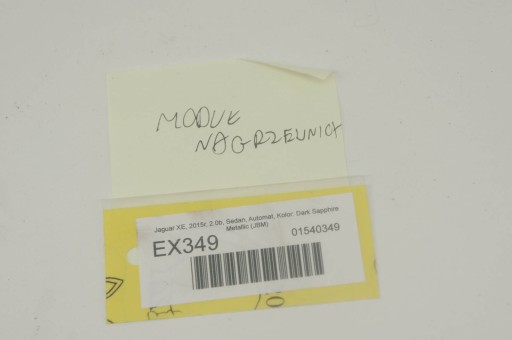 MODUŁ
NAGRZEWNICY
Jaguar XE, 2015r, 2.0b, Sedan, Automat, Kolor: Dark Sapphire
Metallic (JBM)
EX349
01540349